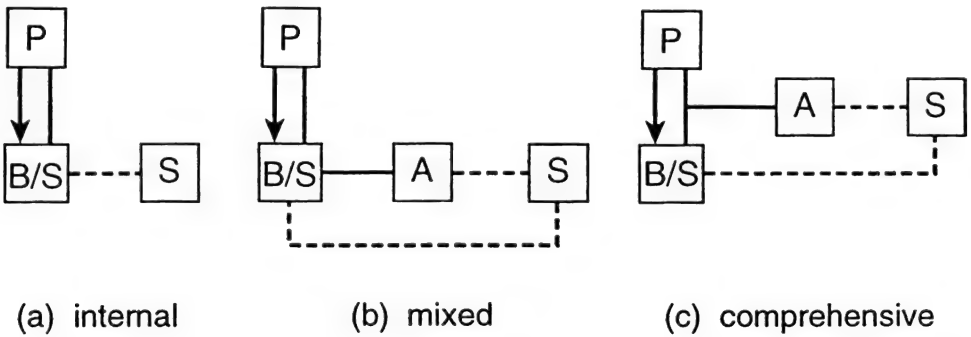 P P P
A S
B/S S B/S A S B/S
(a) internal (b) mixed (c) comprehensive